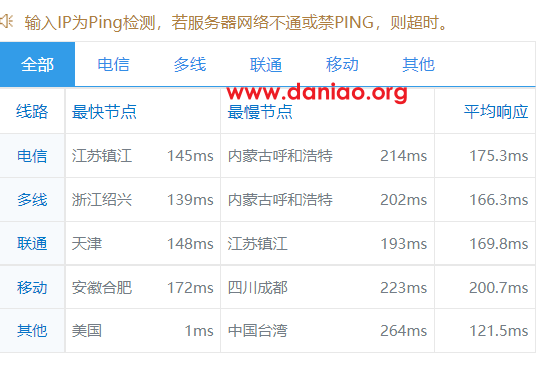 输入IP为Ping检测，若服务器网络不通或禁PING，则超时。
全部 电信 多线 联通 移动 其他
www.daniao.org
线路 最快节点 最慢节点 平均响应
电信 江苏镇江 145ms 内蒙古呼和浩特 214ms 175.3ms
多线 浙江绍兴 139ms 内蒙古呼和浩特 202ms 166.3ms
联通 天津 148ms 江苏镇江 193ms 169.8ms
移动 安徽合肥 172ms 四川成都 223ms 200.7ms
其他 美国 1ms 中国台湾 264ms 121.5ms